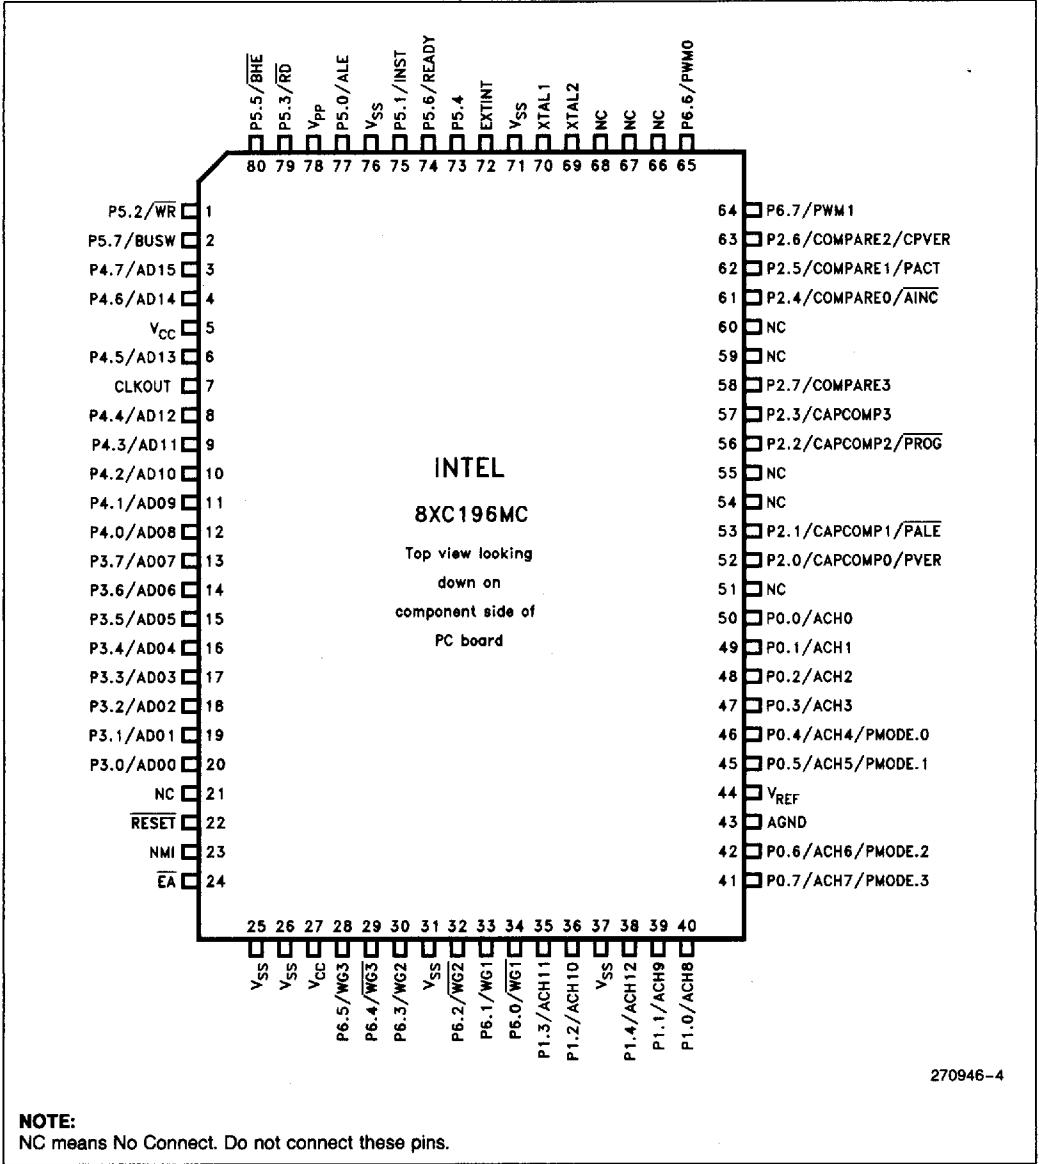 P5.5/BHE
P5.3/RD
VPP
P5.0/ALE
VSS
P5.1/INST
P5.6/READY
P5.4
EXTINT
VSS
XTAL1
XTAL2
NC
NC
NC
P6.6/PWM0
80 79 78 77 76 75 74 73 72 71 70 69 68 67 66 65
P5.2/WR 1
P5.7/BUSW 2
P4.7/AD15 3
P4.6/AD14 4
VCC 5
P4.5/AD13 6
CLKOUT 7
P4.4/AD12 8
P4.3/AD11 9
P4.2/AD10 10
P4.1/AD09 11
P4.0/AD08 12
P3.7/AD07 13
P3.6/AD06 14
P3.5/AD05 15
P3.4/AD04 16
P3.3/AD03 17
P3.2/AD02 18
P3.1/AD01 19
P3.0/AD00 20
NC 21
RESET 22
NMI 23
EA 24
INTEL
8XC196MC
Top view looking
down on
component side of
PC board
64 P6.7/PWM1
63 P2.6/COMPARE2/CPVER
62 P2.5/COMPARE1/PACT
61 P2.4/COMPARE0/AINC
60 NC
59 NC
58 P2.7/COMPARE3
57 P2.3/CAPCOMP3
56 P2.2/CAPCOMP2/PROG
55 NC
54 NC
53 P2.1/CAPCOMP1/PALE
52 P2.0/CAPCOMP0/PVER
51 NC
50 P0.0/ACH0
49 P0.1/ACH1
48 P0.2/ACH2
47 P0.3/ACH3
46 P0.4/ACH4/PMODE.0
45 P0.5/ACH5/PMODE.1
44 VREF
43 AGND
42 P0.6/ACH6/PMODE.2
41 P0.7/ACH7/PMODE.3
25 26 27 28 29 30 31 32 33 34 35 36 37 38 39 40
VSS
VSS
VCC
P6.5/WG3
P6.4/WG3
P6.3/WG2
VSS
P6.2/WG2
P6.1/WG1
P6.0/WG1
P1.3/ACH11
P1.2/ACH10
VSS
P1.4/ACH12
P1.1/ACH9
P1.0/ACH8
270946-4
NOTE:
NC means No Connect. Do not connect these pins.